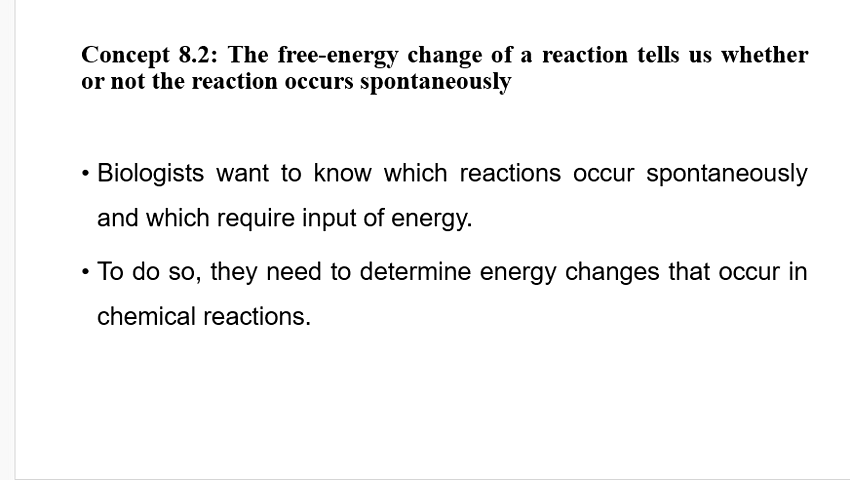 Concept 8.2: The free-energy change of a reaction tells us whether
or not the reaction occurs spontaneously
• Biologists want to know which reactions occur spontaneously
and which require input of energy.
• To do so, they need to determine energy changes that occur in
chemical reactions.